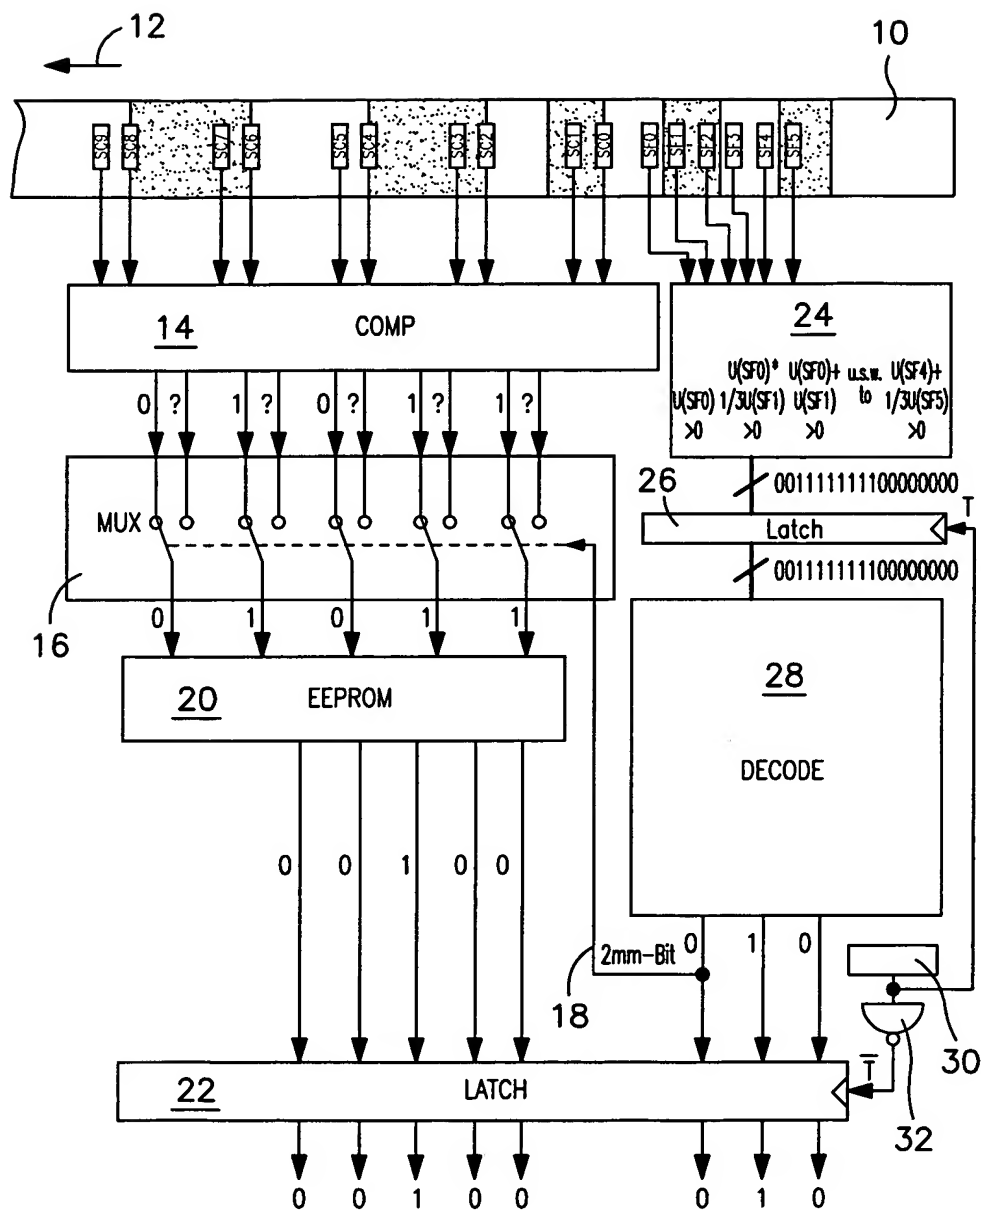 12
10
SC9 SC8 SC7 SC6 SC5 SC4 SC3 SC2 SC1 SC0 SF0 SF1 SF2 SF3 SF4 SF5
14 COMP
24
U(SF0)* U(SF0)+ u.s.w. U(SF4)+
U(SF0) 1/3U(SF1) U(SF1) to 1/3U(SF5)
>0 >0 >0 >0
0 ? 1 ? 0 ? 1 ? 1 ?
26 00111111110000000
T
Latch
MUX
00111111110000000
16
0 1 0 1 1
20 EEPROM
28
DECODE
0 0 1 0 0
2mm-Bit 0 1 0
18
30
T̅
22 LATCH
32
0 0 1 0 0 0 1 0